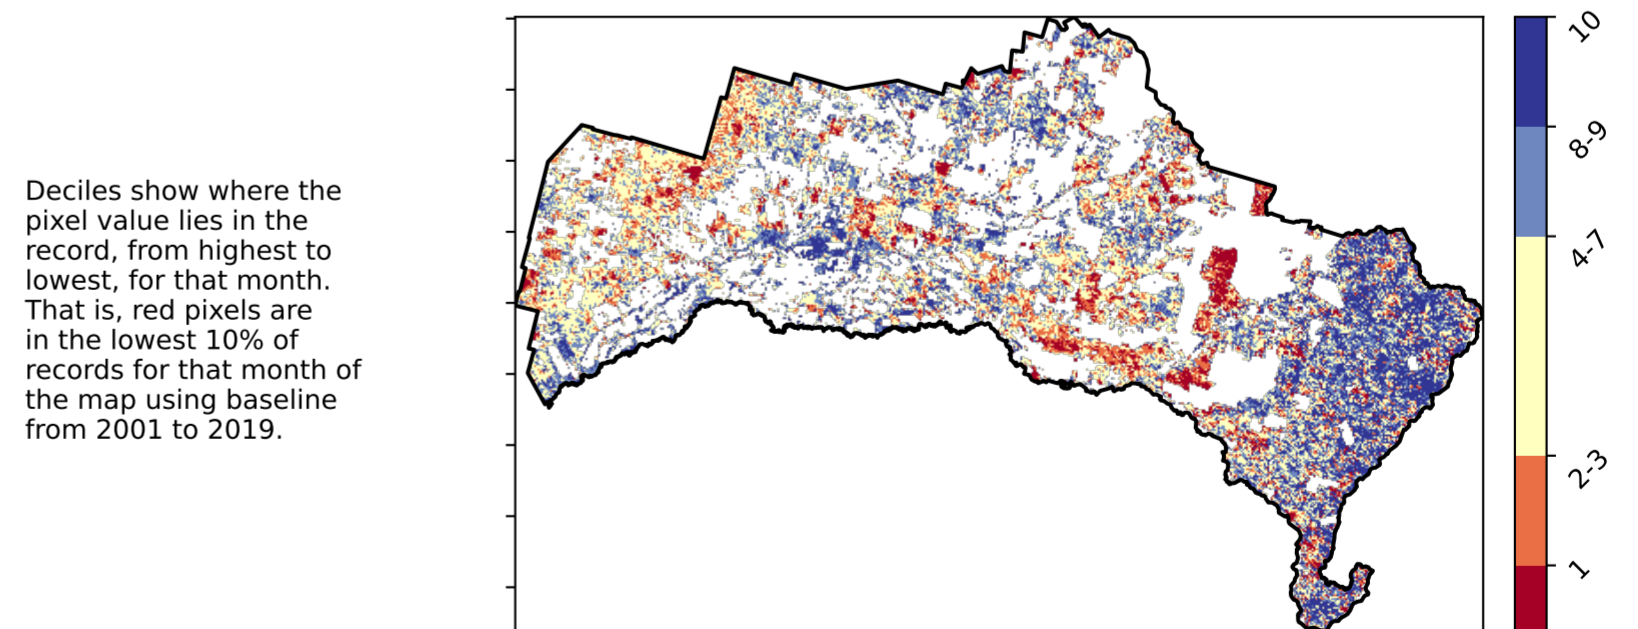 Deciles show where the
pixel value lies in the
record, from highest to
lowest, for that month.
That is, red pixels are
in the lowest 10% of
records for that month of
the map using baseline
from 2001 to 2019.
10
8-9
4-7
2-3
1